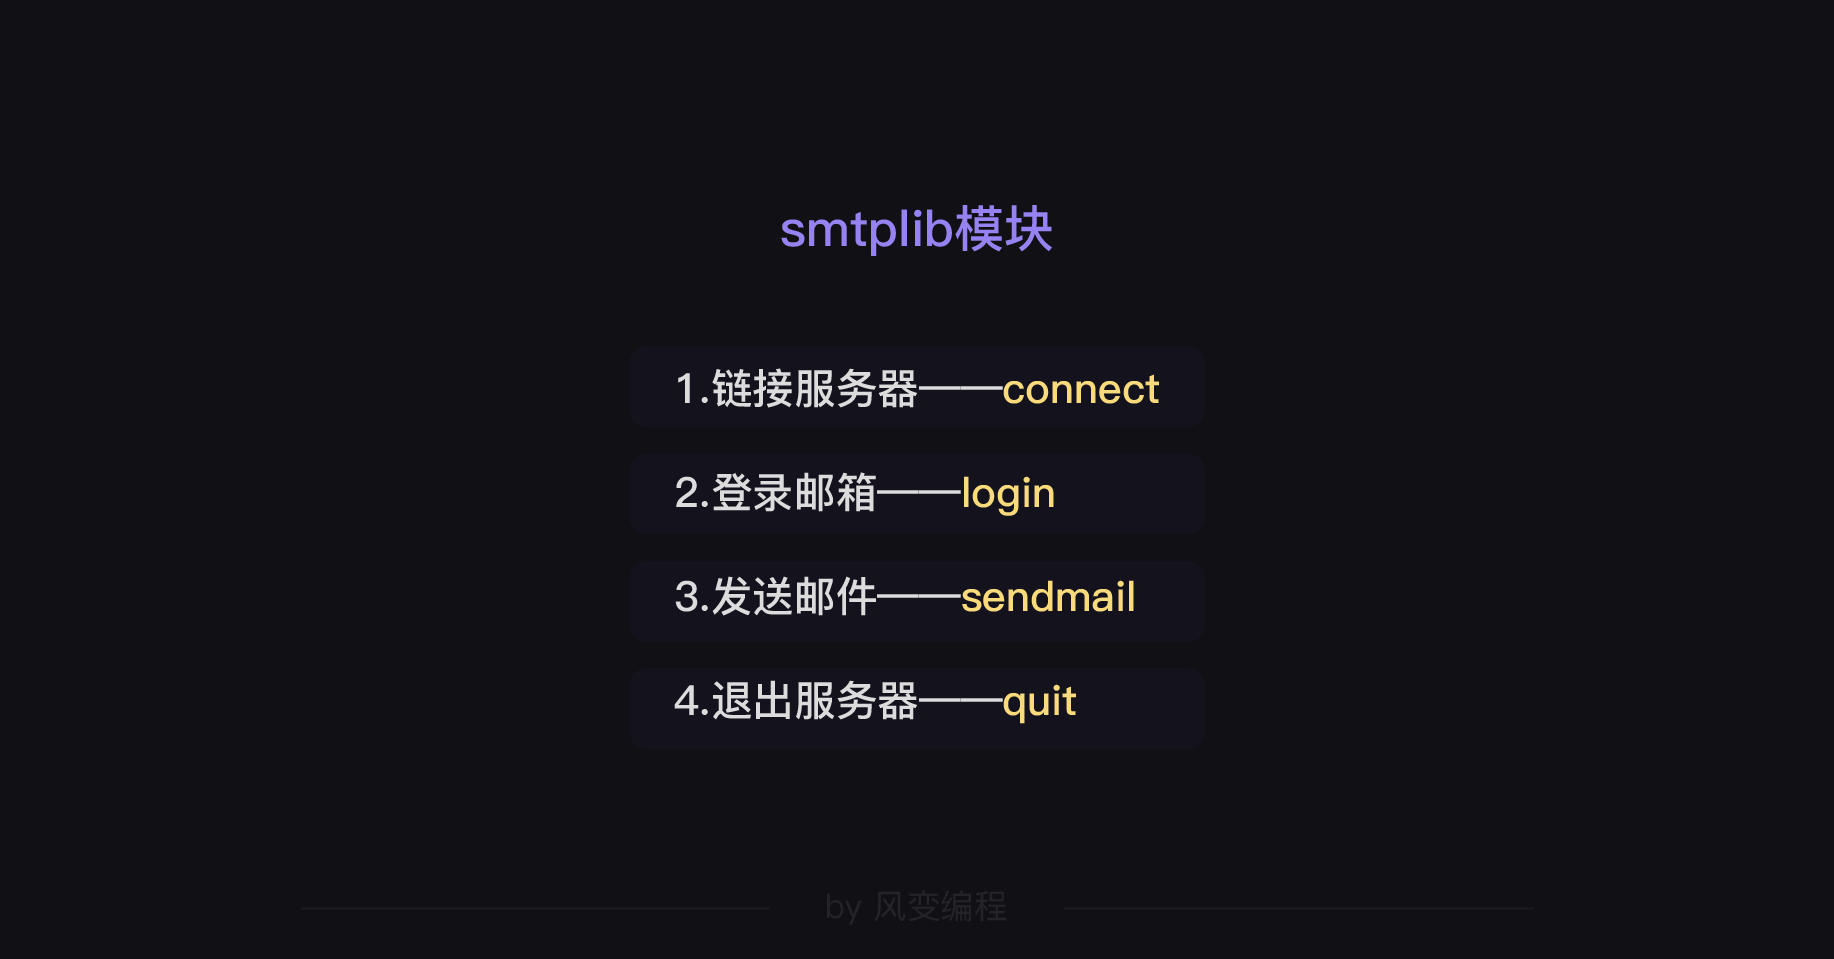 smtplib模块
1.链接服务器——connect
2.登录邮箱——login
3.发送邮件——sendmail
4.退出服务器——quit
by 风变编程